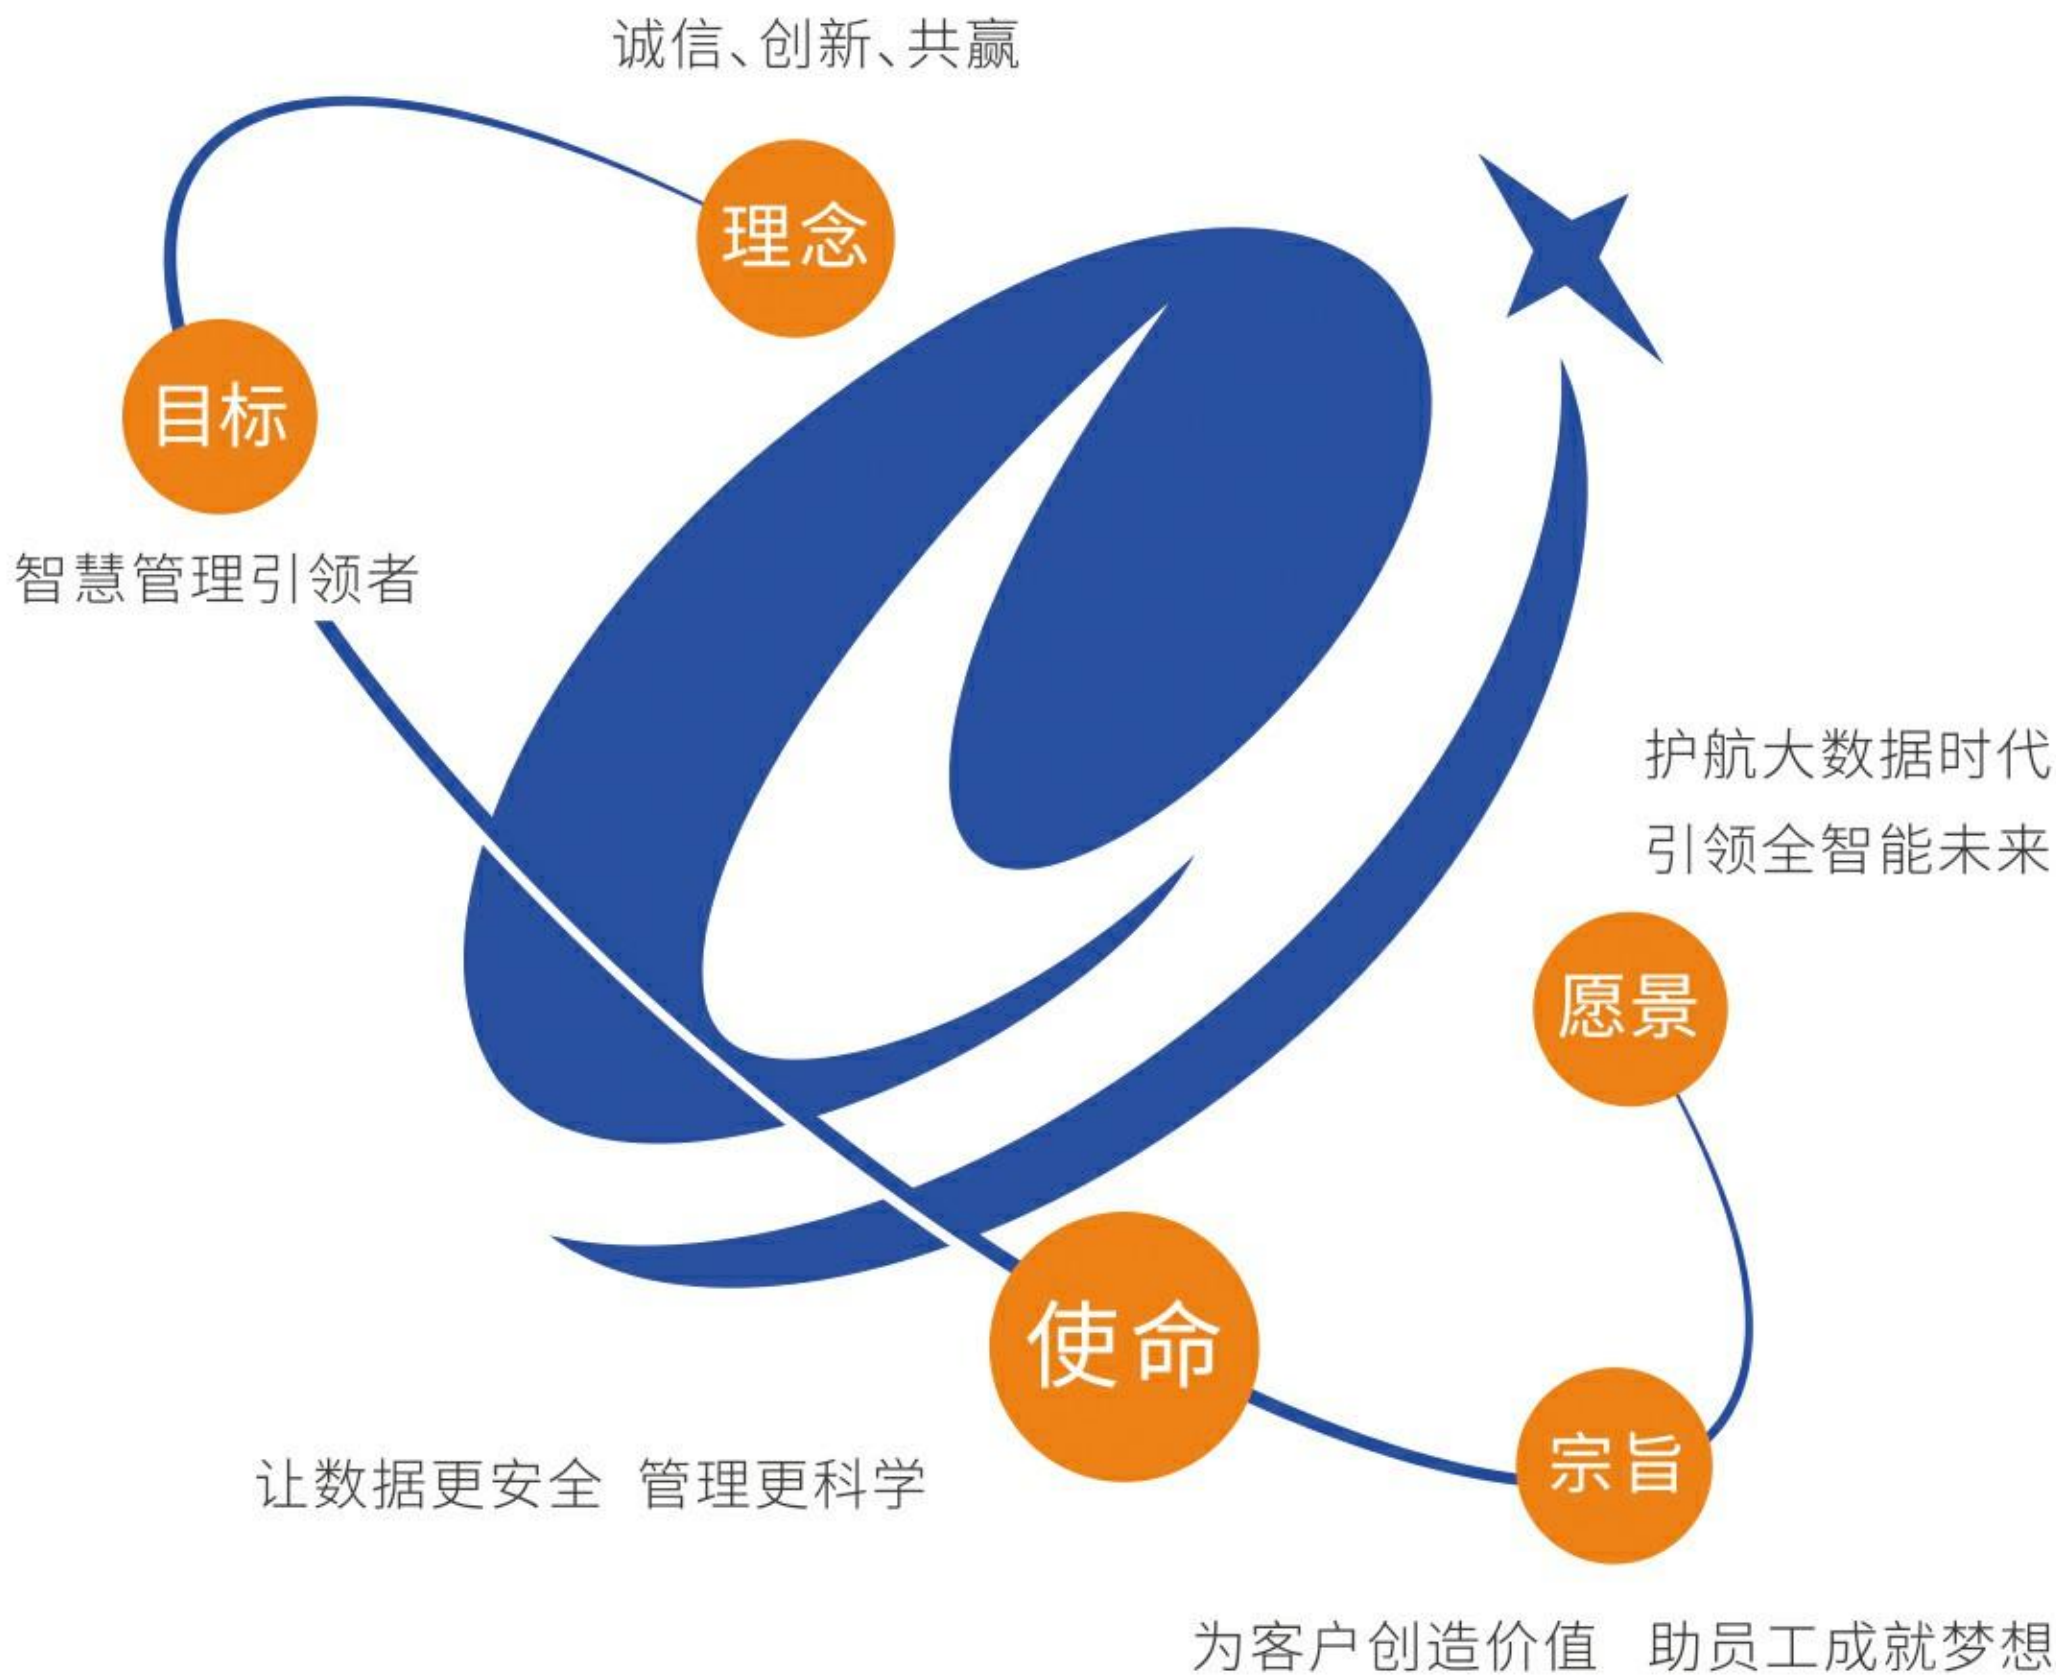 诚信、创新、共赢
理念
目标
智慧管理引领者
护航大数据时代
引领全智能未来
愿景
使命
让数据更安全 管理更科学
宗旨
为客户创造价值 助员工成就梦想